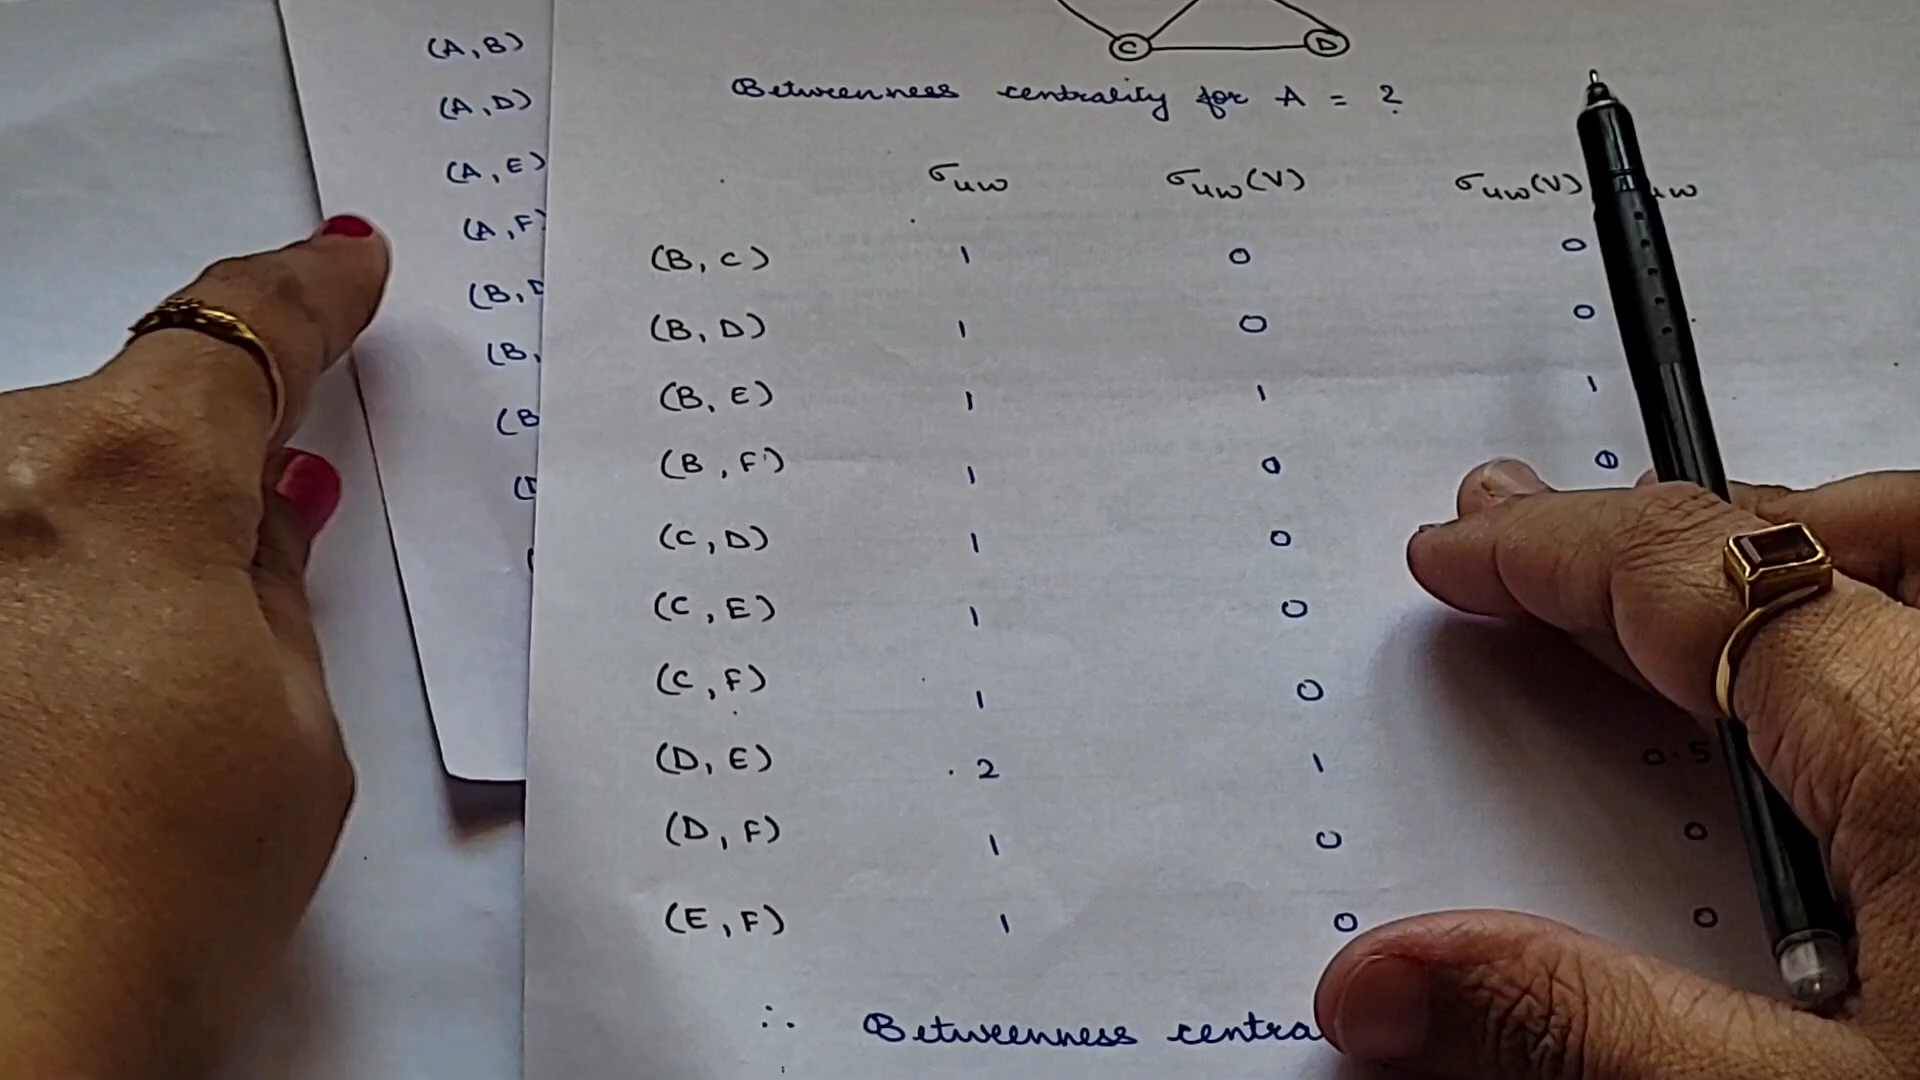 C D
Betweenness centrality for A = ?
σuw σuw(V) σuw(V) uw
(B, C) 1 0 0
(B, D) 1 0 0
(B, E) 1 1 1
(B, F) 1 0 0
(C, D) 1 0
(C, E) 1 0
(C, F) 1 0
(D, E) 2 1 0.5
(D, F) 1 0 0
(E, F) 1 0 0
∴ Betweenness centra
(A, B)
(A, D)
(A, E)
(A, F)
(B, D
(B,
(B